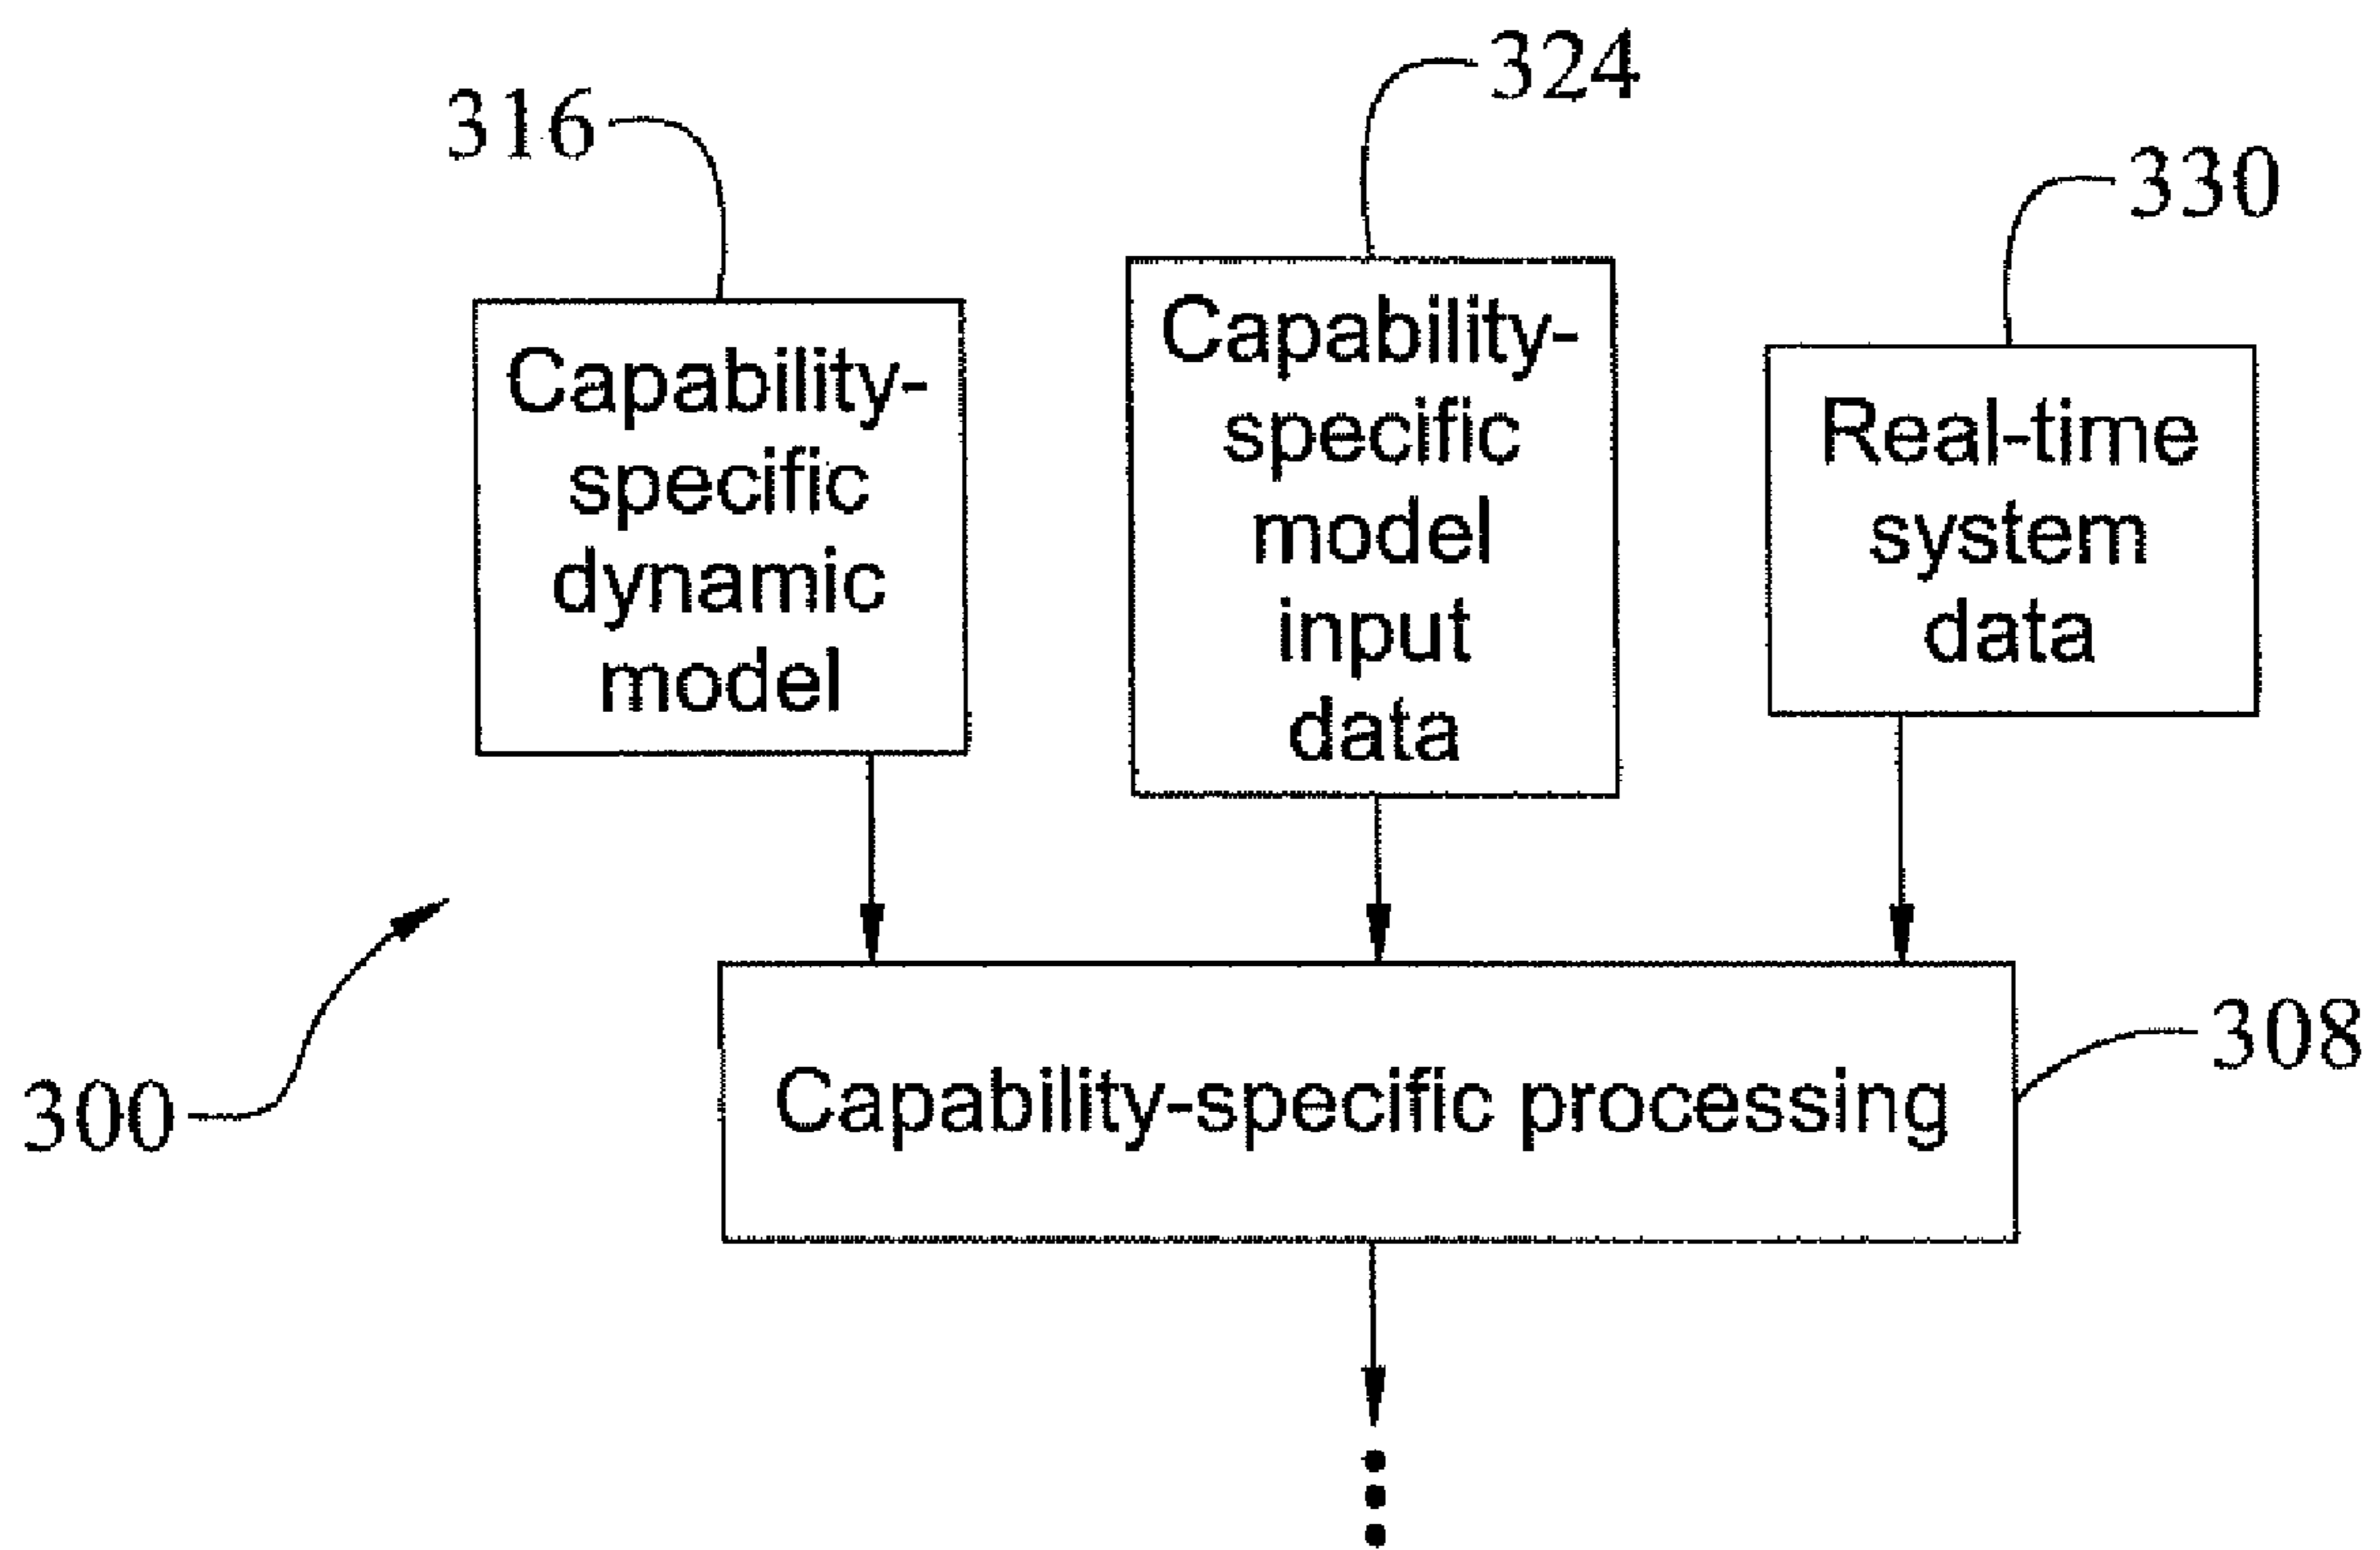 324
316
330
Capability-
specific
dynamic
model
Capability-
specific
model
input
data
Real-time
system
data
308
Capability-specific processing
300